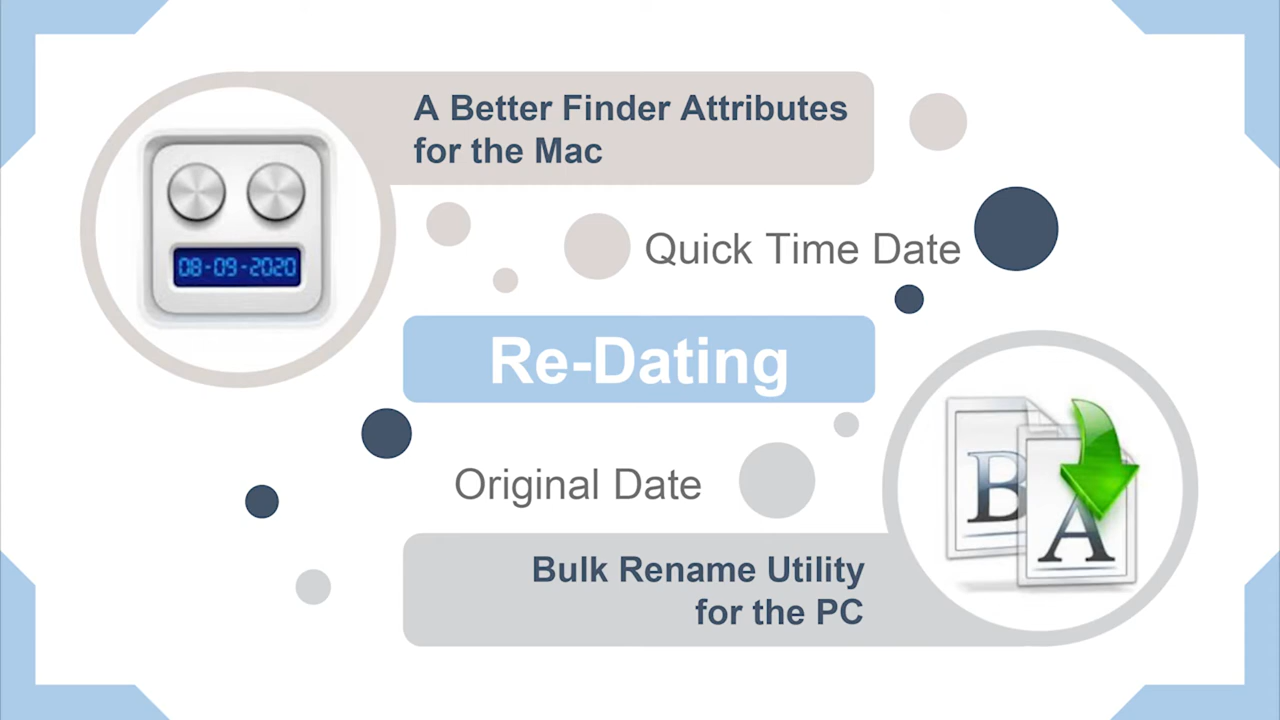 A Better Finder Attributes
for the Mac
08-09-2020
Quick Time Date
Re-Dating
B
A
Original Date
Bulk Rename Utility
for the PC